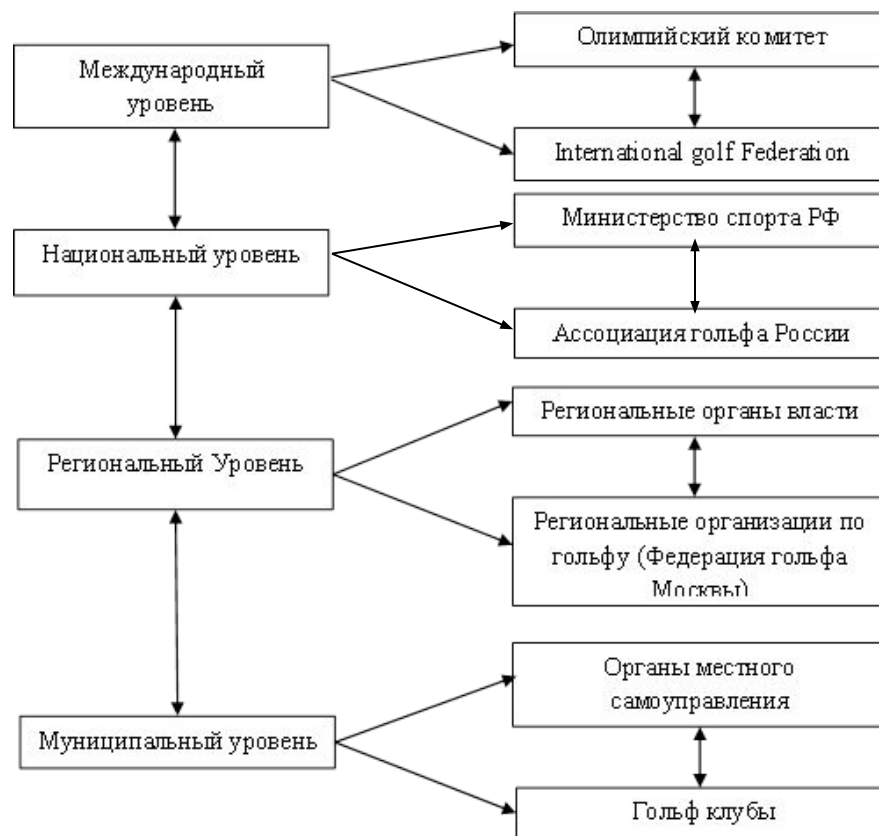 Международный
уровень
Олимпийский комитет
International golf Federation
Национальный уровень
Министерство спорта РФ
Ассоциация гольфа России
Региональный Уровень
Региональные органы власти
Региональные организации по
гольфу (Федерация гольфа
Москвы)
Муниципальный уровень
Органы местного
самоуправления
Гольф клубы